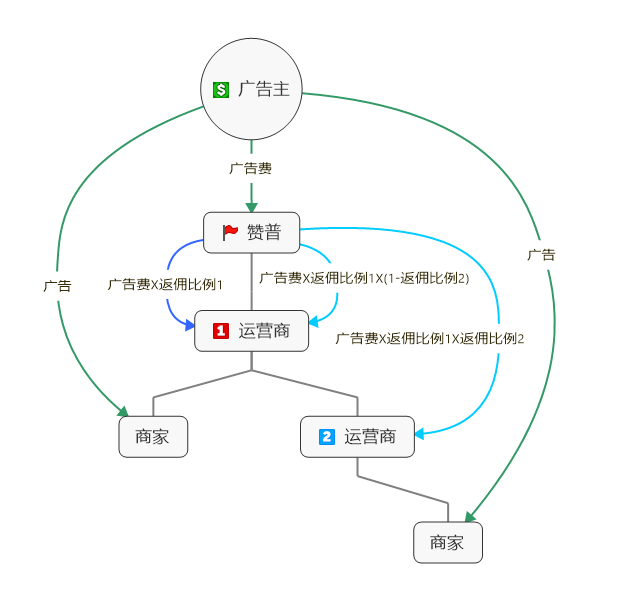 $ 广告主
广告费
赞普
广告
广告
广告费X返佣比例1X(1-返佣比例2)
广告费X返佣比例1
1 运营商
广告费X返佣比例1X返佣比例2
商家
2 运营商
商家